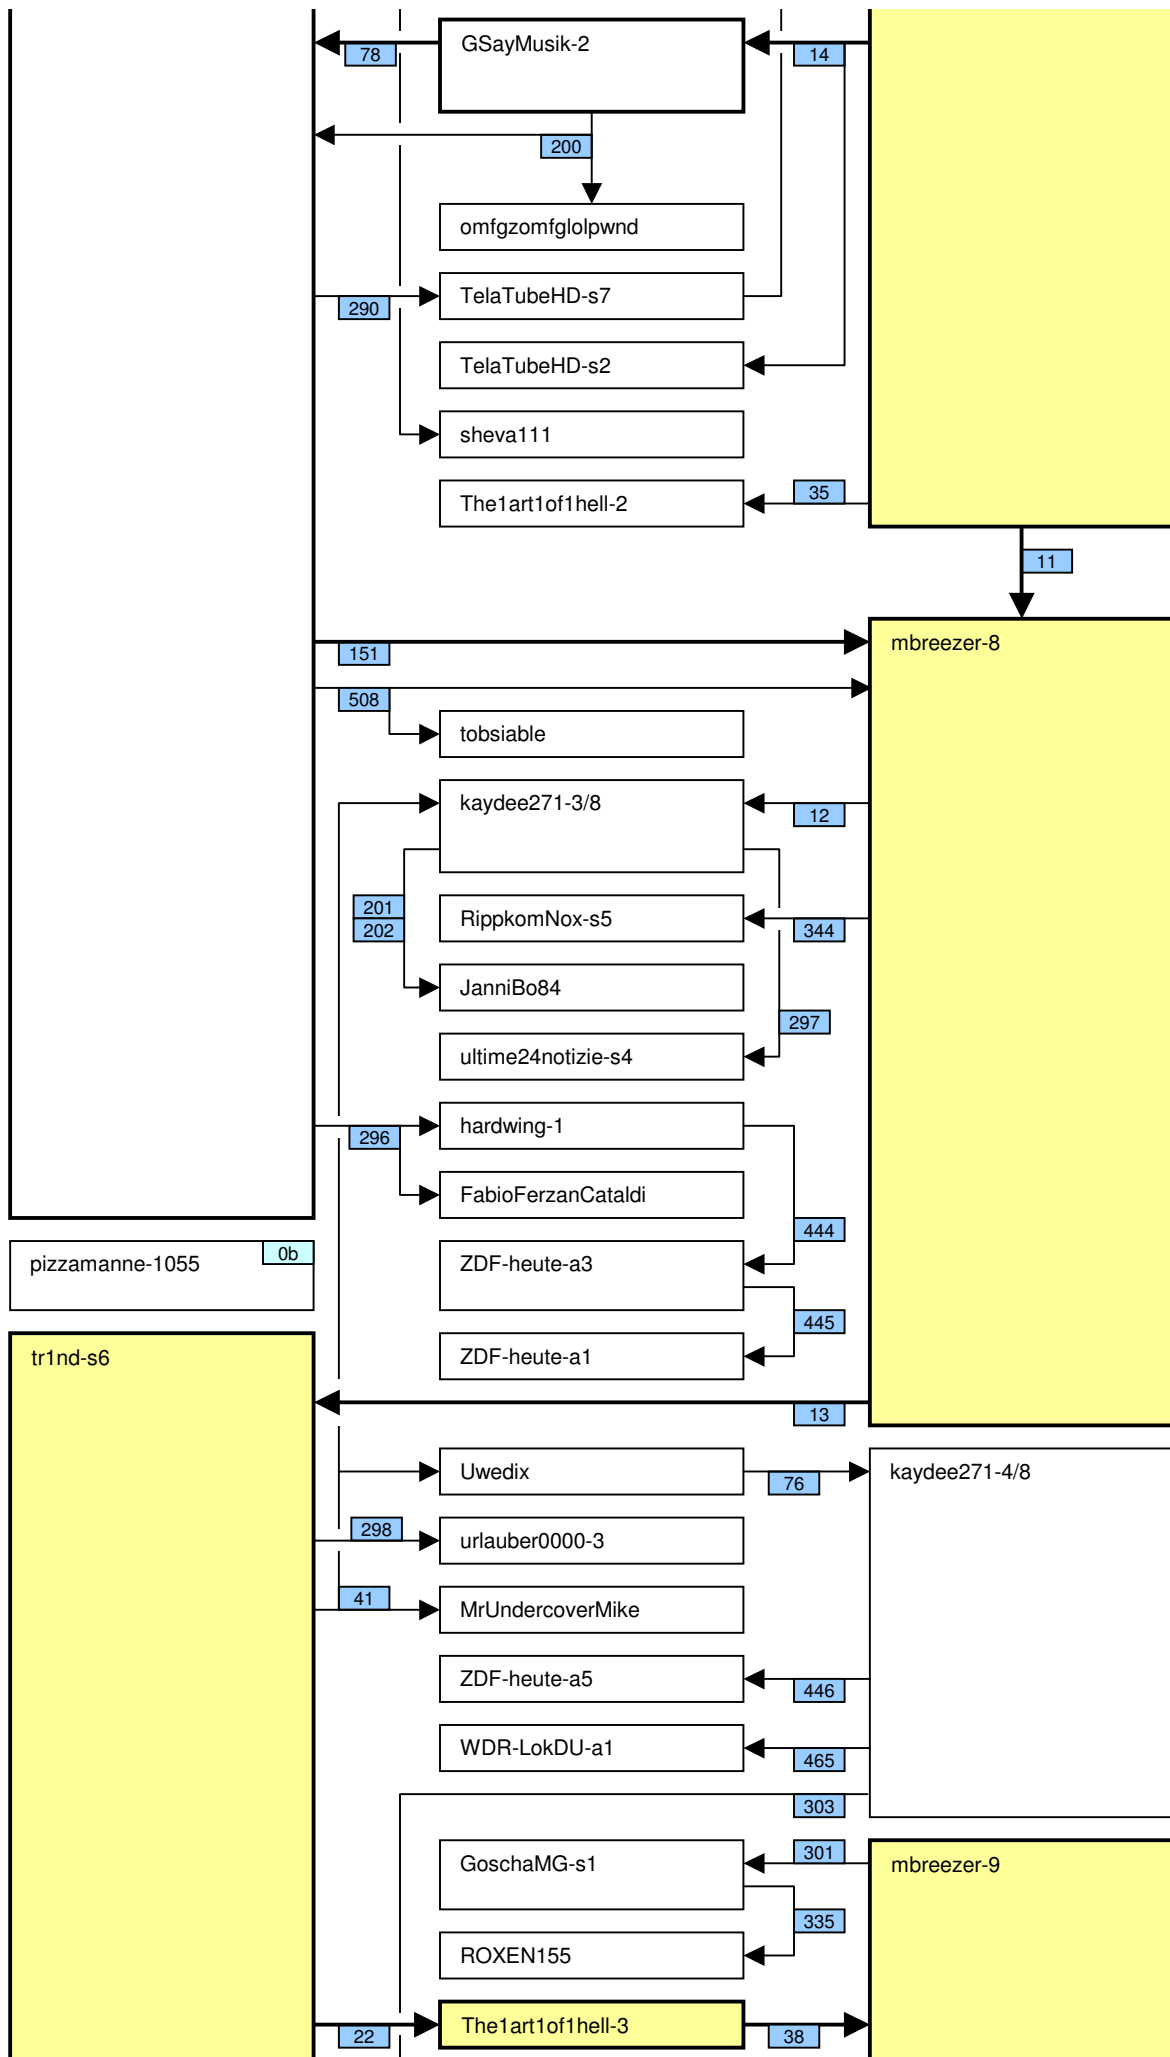 GSayMusik-2
78
14
200
omfgzomfglolpwnd
TelaTubeHD-s7
290
TelaTubeHD-s2
sheva111
The1art1of1hell-2
35
11
mbreezer-8
151
508
tobsiable
kaydee271-3/8
12
201
202
RippkomNox-s5
344
JanniBo84
297
ultime24notizie-s4
hardwing-1
296
FabioFerzanCataldi
444
pizzamanne-1055
0b
ZDF-heute-a3
445
tr1nd-s6
ZDF-heute-a1
13
Uwedix
76
kaydee271-4/8
298
urlauber0000-3
41
MrUndercoverMike
ZDF-heute-a5
446
WDR-LokDU-a1
465
303
GoschaMG-s1
301
mbreezer-9
335
ROXEN155
22
The1art1of1hell-3
38